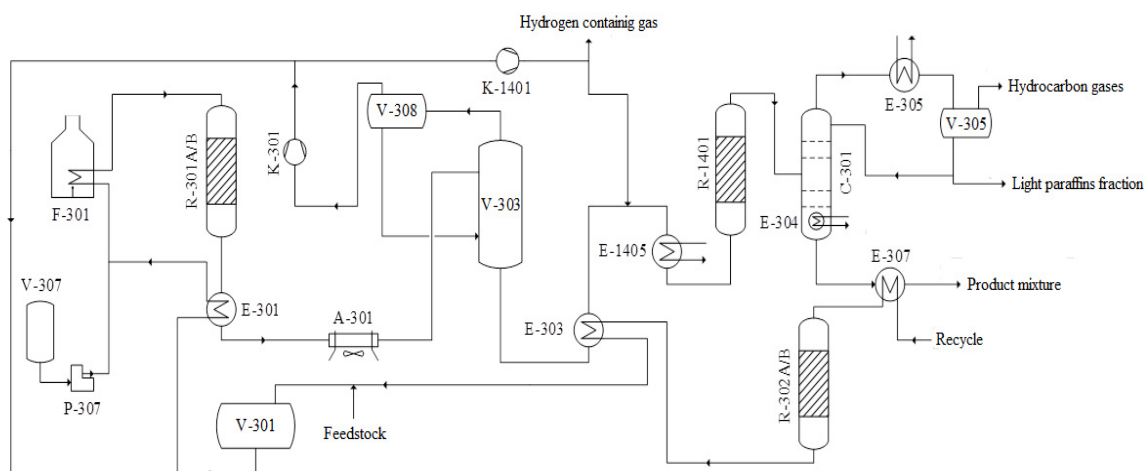 Hydrogen containig gas
K-1401
E-305
Hydrocarbon gases
V-308
V-305
K-301
R-301A/B
R-1401
C-301
F-301
V-303
Light paraffins fraction
E-304
E-1405
E-307
V-307
E-301
A-301
E-303
Product mixture
Recycle
P-307
R-302A/B
V-301
Feedstock